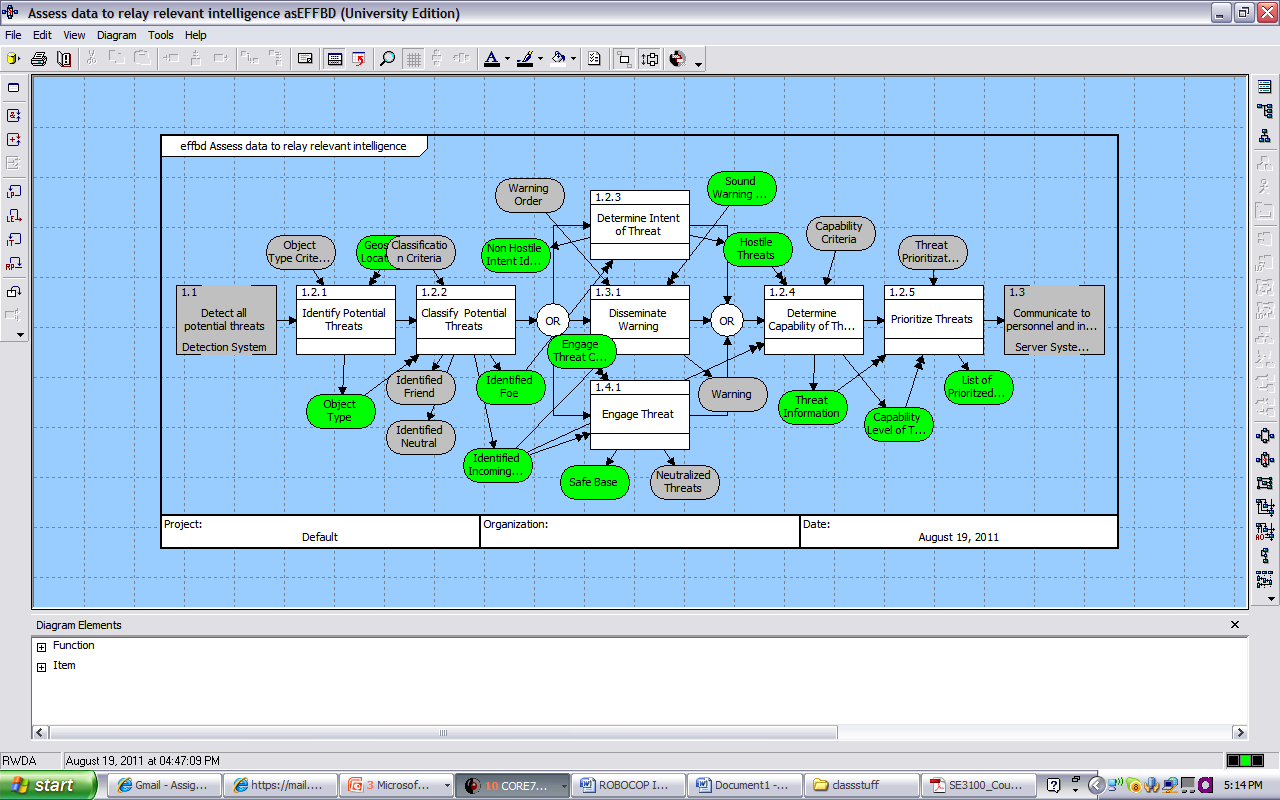 Assess data to relay relevant intelligence asEFFBD (University Edition)
File Edit View Diagram Tools Help
effbd Assess data to relay relevant intelligence
Warning
Order
1.2.3
Determine Intent
of Threat
Sound
Warning ...
Object
Type Crite...
Classificatio
n Criteria
Non Hostile
Intent Id...
Hostile
Threats
Capability
Criteria
Threat
Prioritizat...
1.1
Detect all
potential threats
Detection System
1.2.1
Identify Potential
Threats
1.2.2
Classify Potential
Threats
OR
1.3.1
Disseminate
Warning
OR
1.2.4
Determine
Capability of Th...
1.2.5
Prioritize Threats
1.3
Communicate to
personnel and in...
Server Syste...
Engage
Threat C...
Object
Type
Identified
Friend
Identified
Foe
1.4.1
Engage Threat
Warning
Threat
Information
List of
Prioritzed...
Identified
Neutral
Capability
Level of T...
Identified
Incoming...
Safe Base
Neutralized
Threats
Project:
Default
Organization:
Date:
August 19, 2011
Diagram Elements
Function
Item
RWDA August 19, 2011 at 04:47:09 PM
start Gmail - Assig... https://mail.... 3 Microsof... 10 CORE7... ROBOCOP I... Document1 -... classstuff SE3100_Cou... 5:14 PM